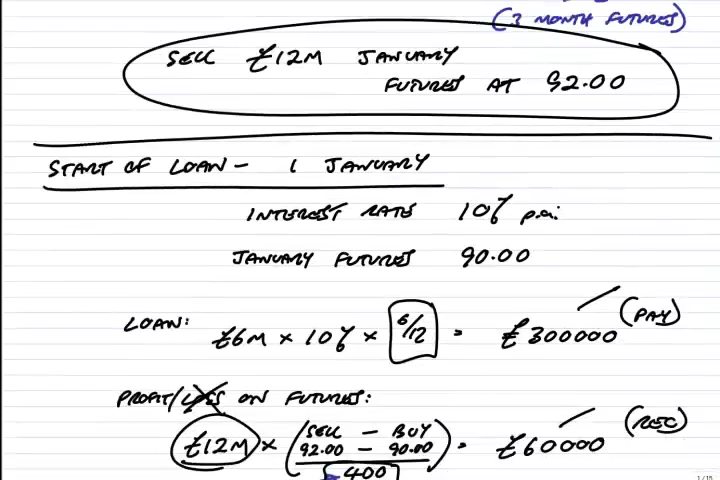 (3 MONTH FUTURES)
SELL £12M JANUARY
FUTURES AT 92.00
START OF LOAN - 1 JANUARY
INTEREST RATE 10% p.a.
JANUARY FUTURES 90.00
LOAN: £6M × 10% × 6/12 = £300000 (PAY)
PROFIT/LOSS ON FUTURES:
£12M × (SELL - BUY
92.00 - 90.00) = £60000 (REC)
400
1/15